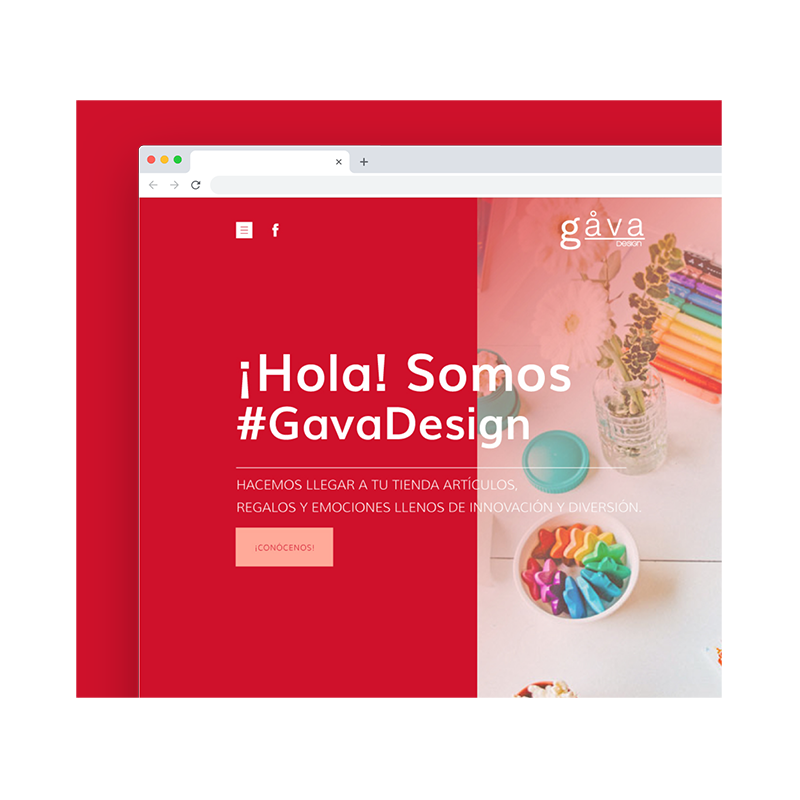 gåva
Design
¡Hola! Somos
#GavaDesign
HACEMOS LLEGAR A TU TIENDA ARTÍCULOS,
REGALOS Y EMOCIONES LLENOS DE INNOVACIÓN Y DIVERSIÓN.
¡CONÓCENOS!